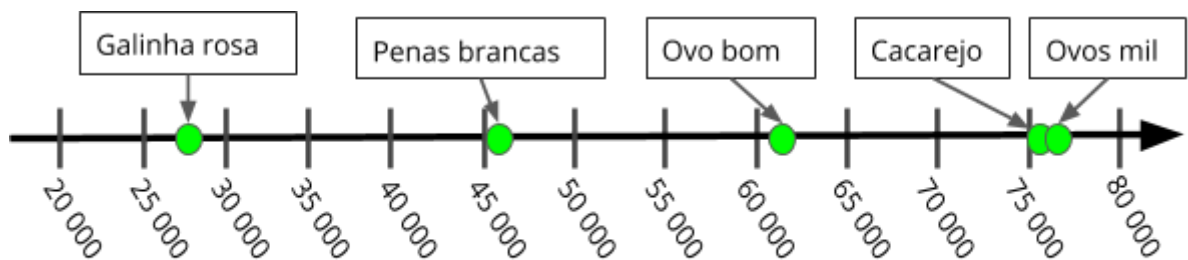 Galinha rosa
Penas brancas
Ovo bom
Cacarejo
Ovos mil
20 000
25 000
30 000
35 000
40 000
45 000
50 000
55 000
60 000
65 000
70 000
75 000
80 000